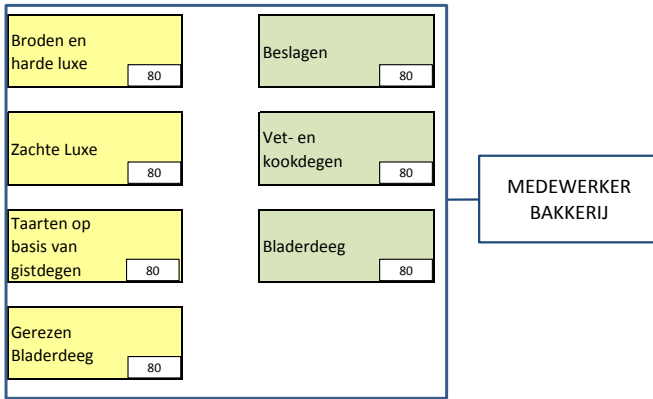 Broden en
harde luxe
80
Beslagen
80
Zachte Luxe
80
Vet- en
kookdegen
80
MEDEWERKER
BAKKERIJ
Taarten op
basis van
gistdegen
80
Bladerdeeg
80
Gerezen
Bladerdeeg
80